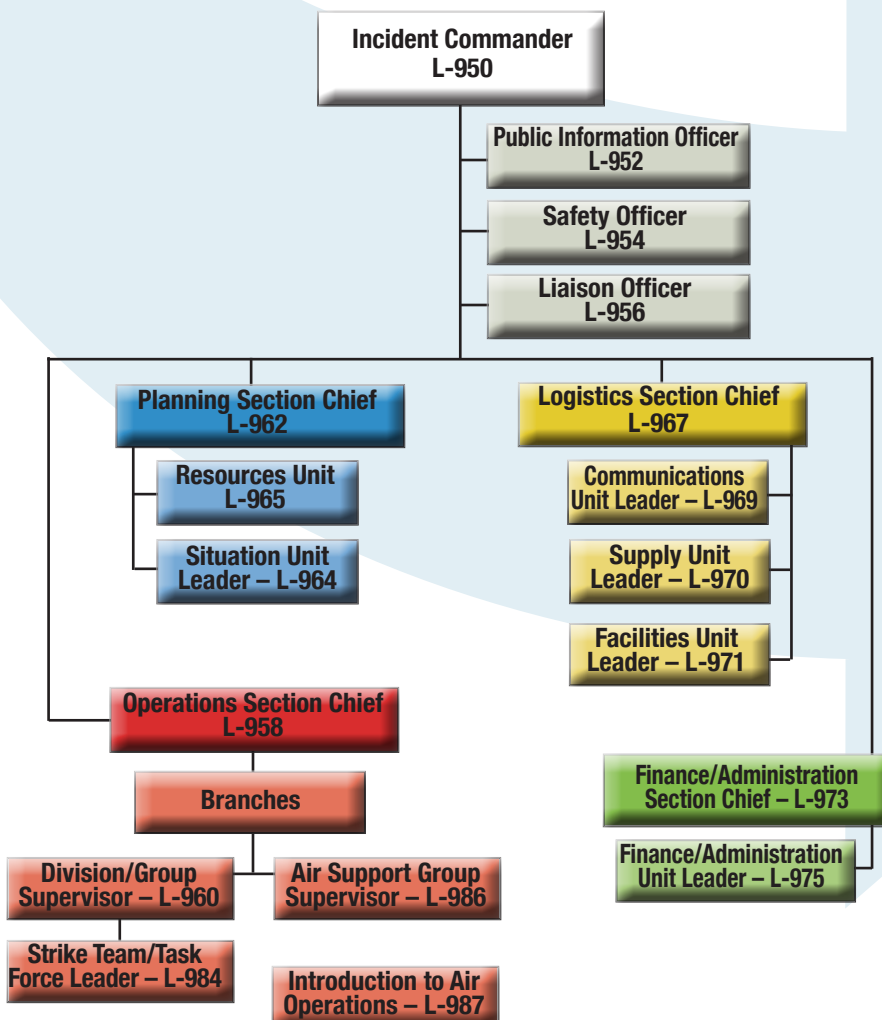 Incident Commander
L-950
Public Information Officer
L-952
Safety Officer
L-954
Liaison Officer
L-956
Planning Section Chief
L-962
Resources Unit
L-965
Situation Unit
Leader – L-964
Logistics Section Chief
L-967
Communications
Unit Leader – L-969
Supply Unit
Leader – L-970
Facilities Unit
Leader – L-971
Operations Section Chief
L-958
Branches
Division/Group
Supervisor – L-960
Air Support Group
Supervisor – L-986
Strike Team/Task
Force Leader – L-984
Introduction to Air
Operations – L-987
Finance/Administration
Section Chief – L-973
Finance/Administration
Unit Leader – L-975